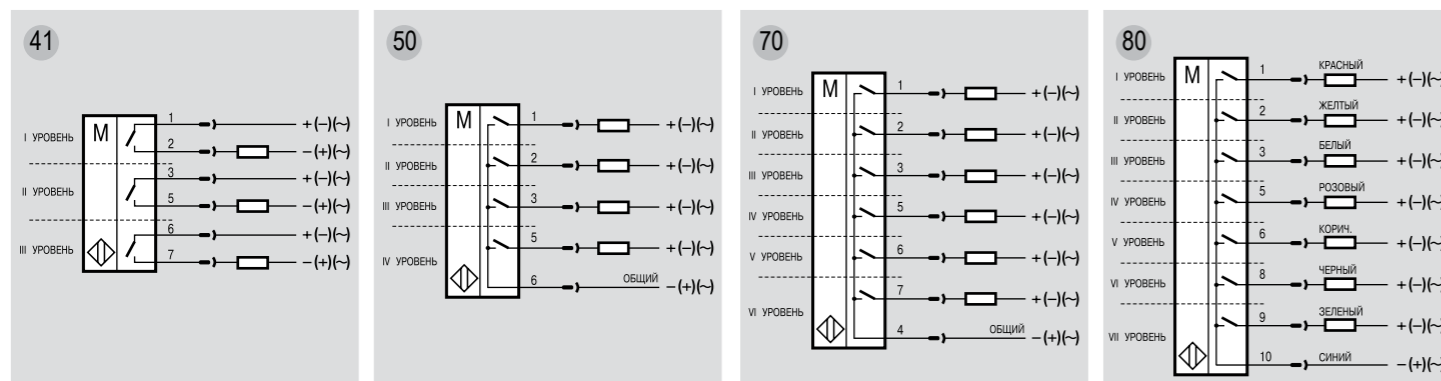 41
I УРОВЕНЬ
II УРОВЕНЬ
III УРОВЕНЬ
M
1 +(−)(~)
2 −(+)(~)
3 +(−)(~)
5 −(+)(~)
6 +(−)(~)
7 −(+)(~)
50
I УРОВЕНЬ
II УРОВЕНЬ
III УРОВЕНЬ
IV УРОВЕНЬ
M
1 +(−)(~)
2 +(−)(~)
3 +(−)(~)
5 +(−)(~)
6 ОБЩИЙ −(+)(~)
70
I УРОВЕНЬ
II УРОВЕНЬ
III УРОВЕНЬ
IV УРОВЕНЬ
V УРОВЕНЬ
VI УРОВЕНЬ
M
1 +(−)(~)
2 +(−)(~)
3 +(−)(~)
5 +(−)(~)
6 +(−)(~)
7 +(−)(~)
4 ОБЩИЙ −(+)(~)
80
I УРОВЕНЬ
II УРОВЕНЬ
III УРОВЕНЬ
IV УРОВЕНЬ
V УРОВЕНЬ
VI УРОВЕНЬ
VII УРОВЕНЬ
M
1 КРАСНЫЙ +(−)(~
2 ЖЕЛТЫЙ +(−)(~
3 БЕЛЫЙ +(−)(~
5 РОЗОВЫЙ +(−)(~
6 КОРИЧ. +(−)(~
8 ЧЕРНЫЙ +(−)(~
9 ЗЕЛЕНЫЙ +(−)(~
10 СИНИЙ −(+)(~